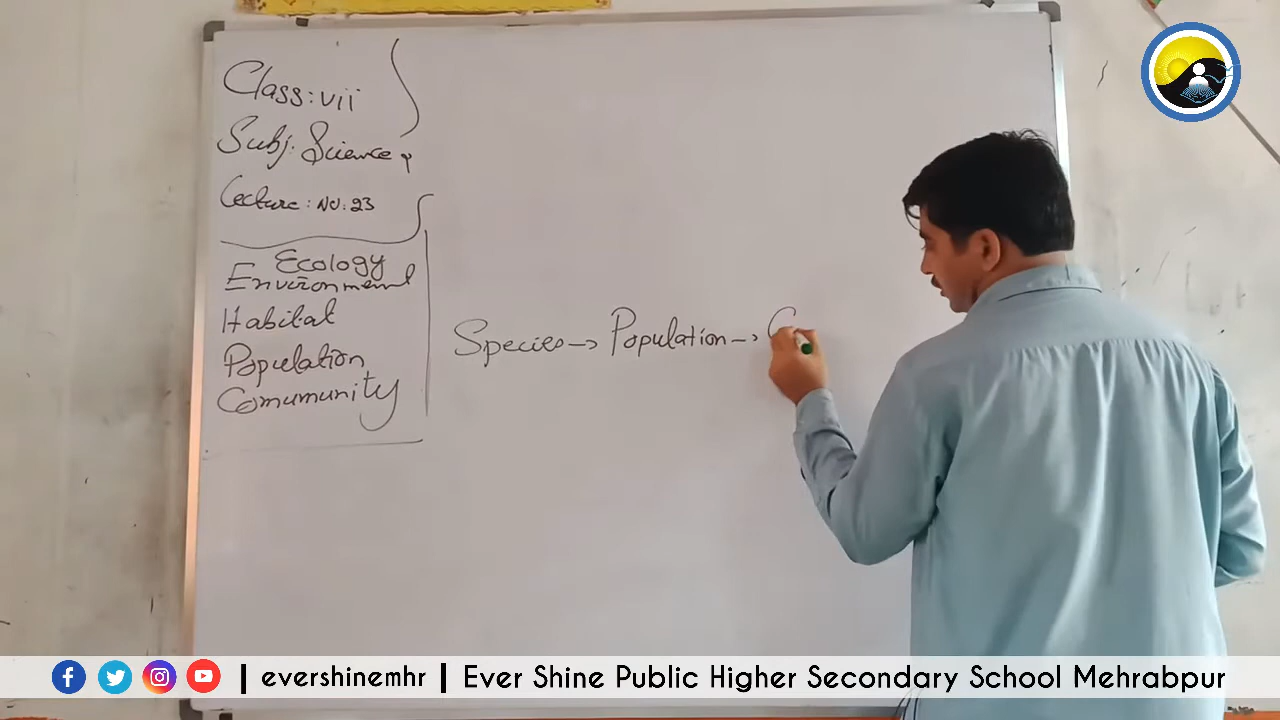 Class: vii
Subj: Science
Lecture: No: 23
Ecology
Environment
Habitat
Population
Comumunity
Species → Population → C
| evershinemhr | Ever Shine Public Higher Secondary School Mehrabpur